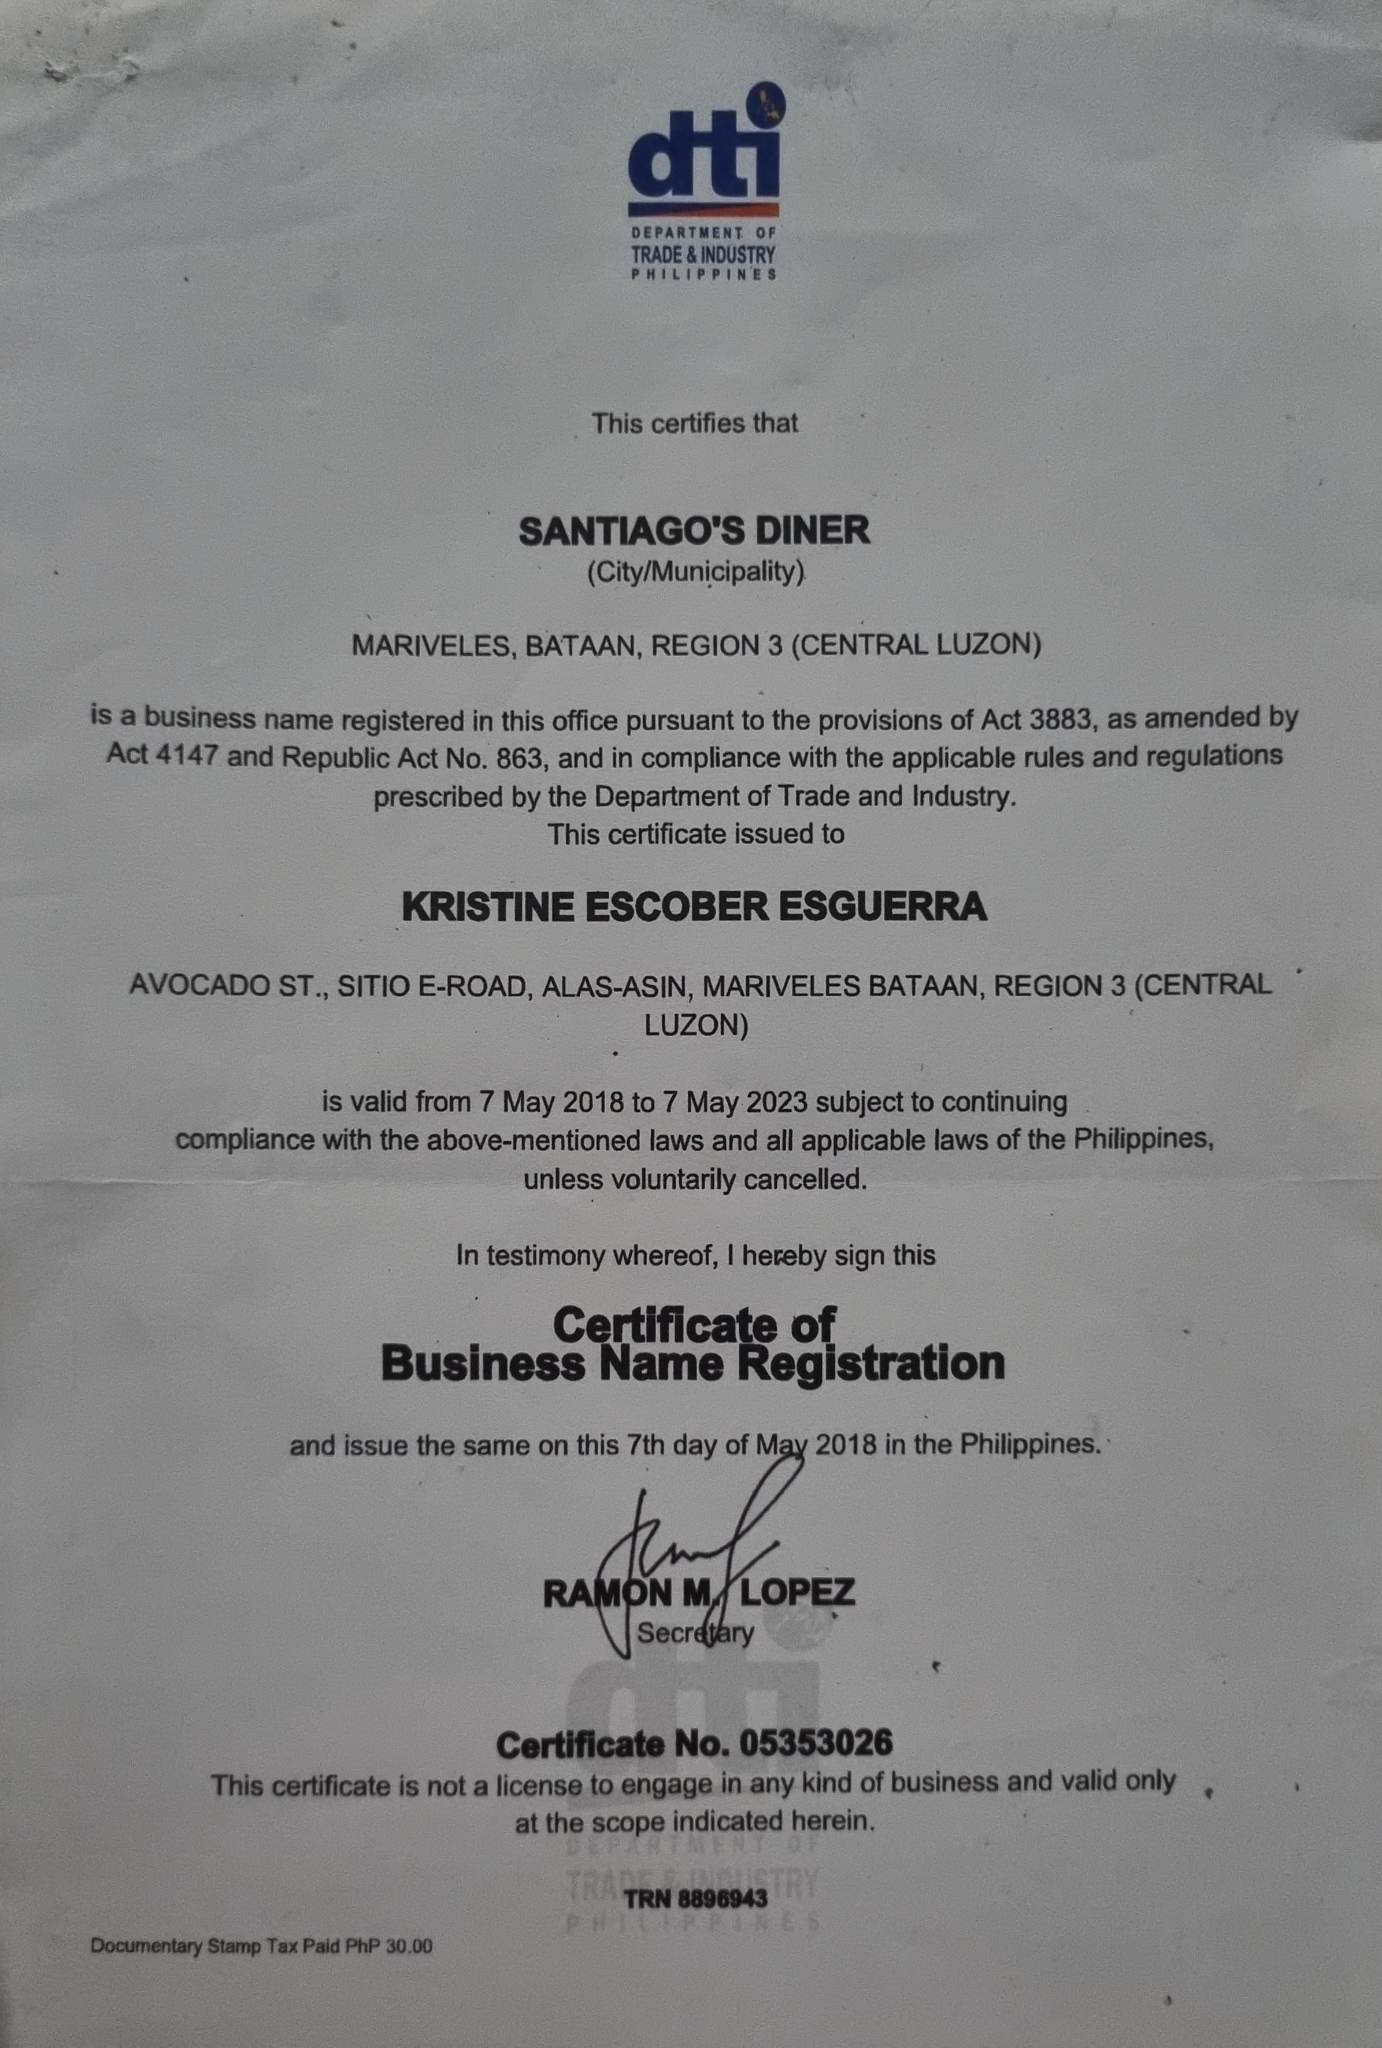 dti
DEPARTMENT OF
TRADE & INDUSTRY
PHILIPPINES
This certifies that
SANTIAGO'S DINER
(City/Municipality)
MARIVELES, BATAAN, REGION 3 (CENTRAL LUZON)
is a business name registered in this office pursuant to the provisions of Act 3883, as amended by
Act 4147 and Republic Act No. 863, and in compliance with the applicable rules and regulations
prescribed by the Department of Trade and Industry.
This certificate issued to
KRISTINE ESCOBER ESGUERRA
AVOCADO ST., SITIO E-ROAD, ALAS-ASIN, MARIVELES BATAAN, REGION 3 (CENTRAL
LUZON)
is valid from 7 May 2018 to 7 May 2023 subject to continuing
compliance with the above-mentioned laws and all applicable laws of the Philippines,
unless voluntarily cancelled.
In testimony whereof, I hereby sign this
Certificate of
Business Name Registration
and issue the same on this 7th day of May 2018 in the Philippines.
RAMON M. LOPEZ
Secretary
dti
Certificate No. 05353026
This certificate is not a license to engage in any kind of business and valid only
at the scope indicated herein.
DEPARTMENT OF
TRADE & INDUSTRY
TRN 8896943
PHILIPPINES
Documentary Stamp Tax Paid PhP 30.00